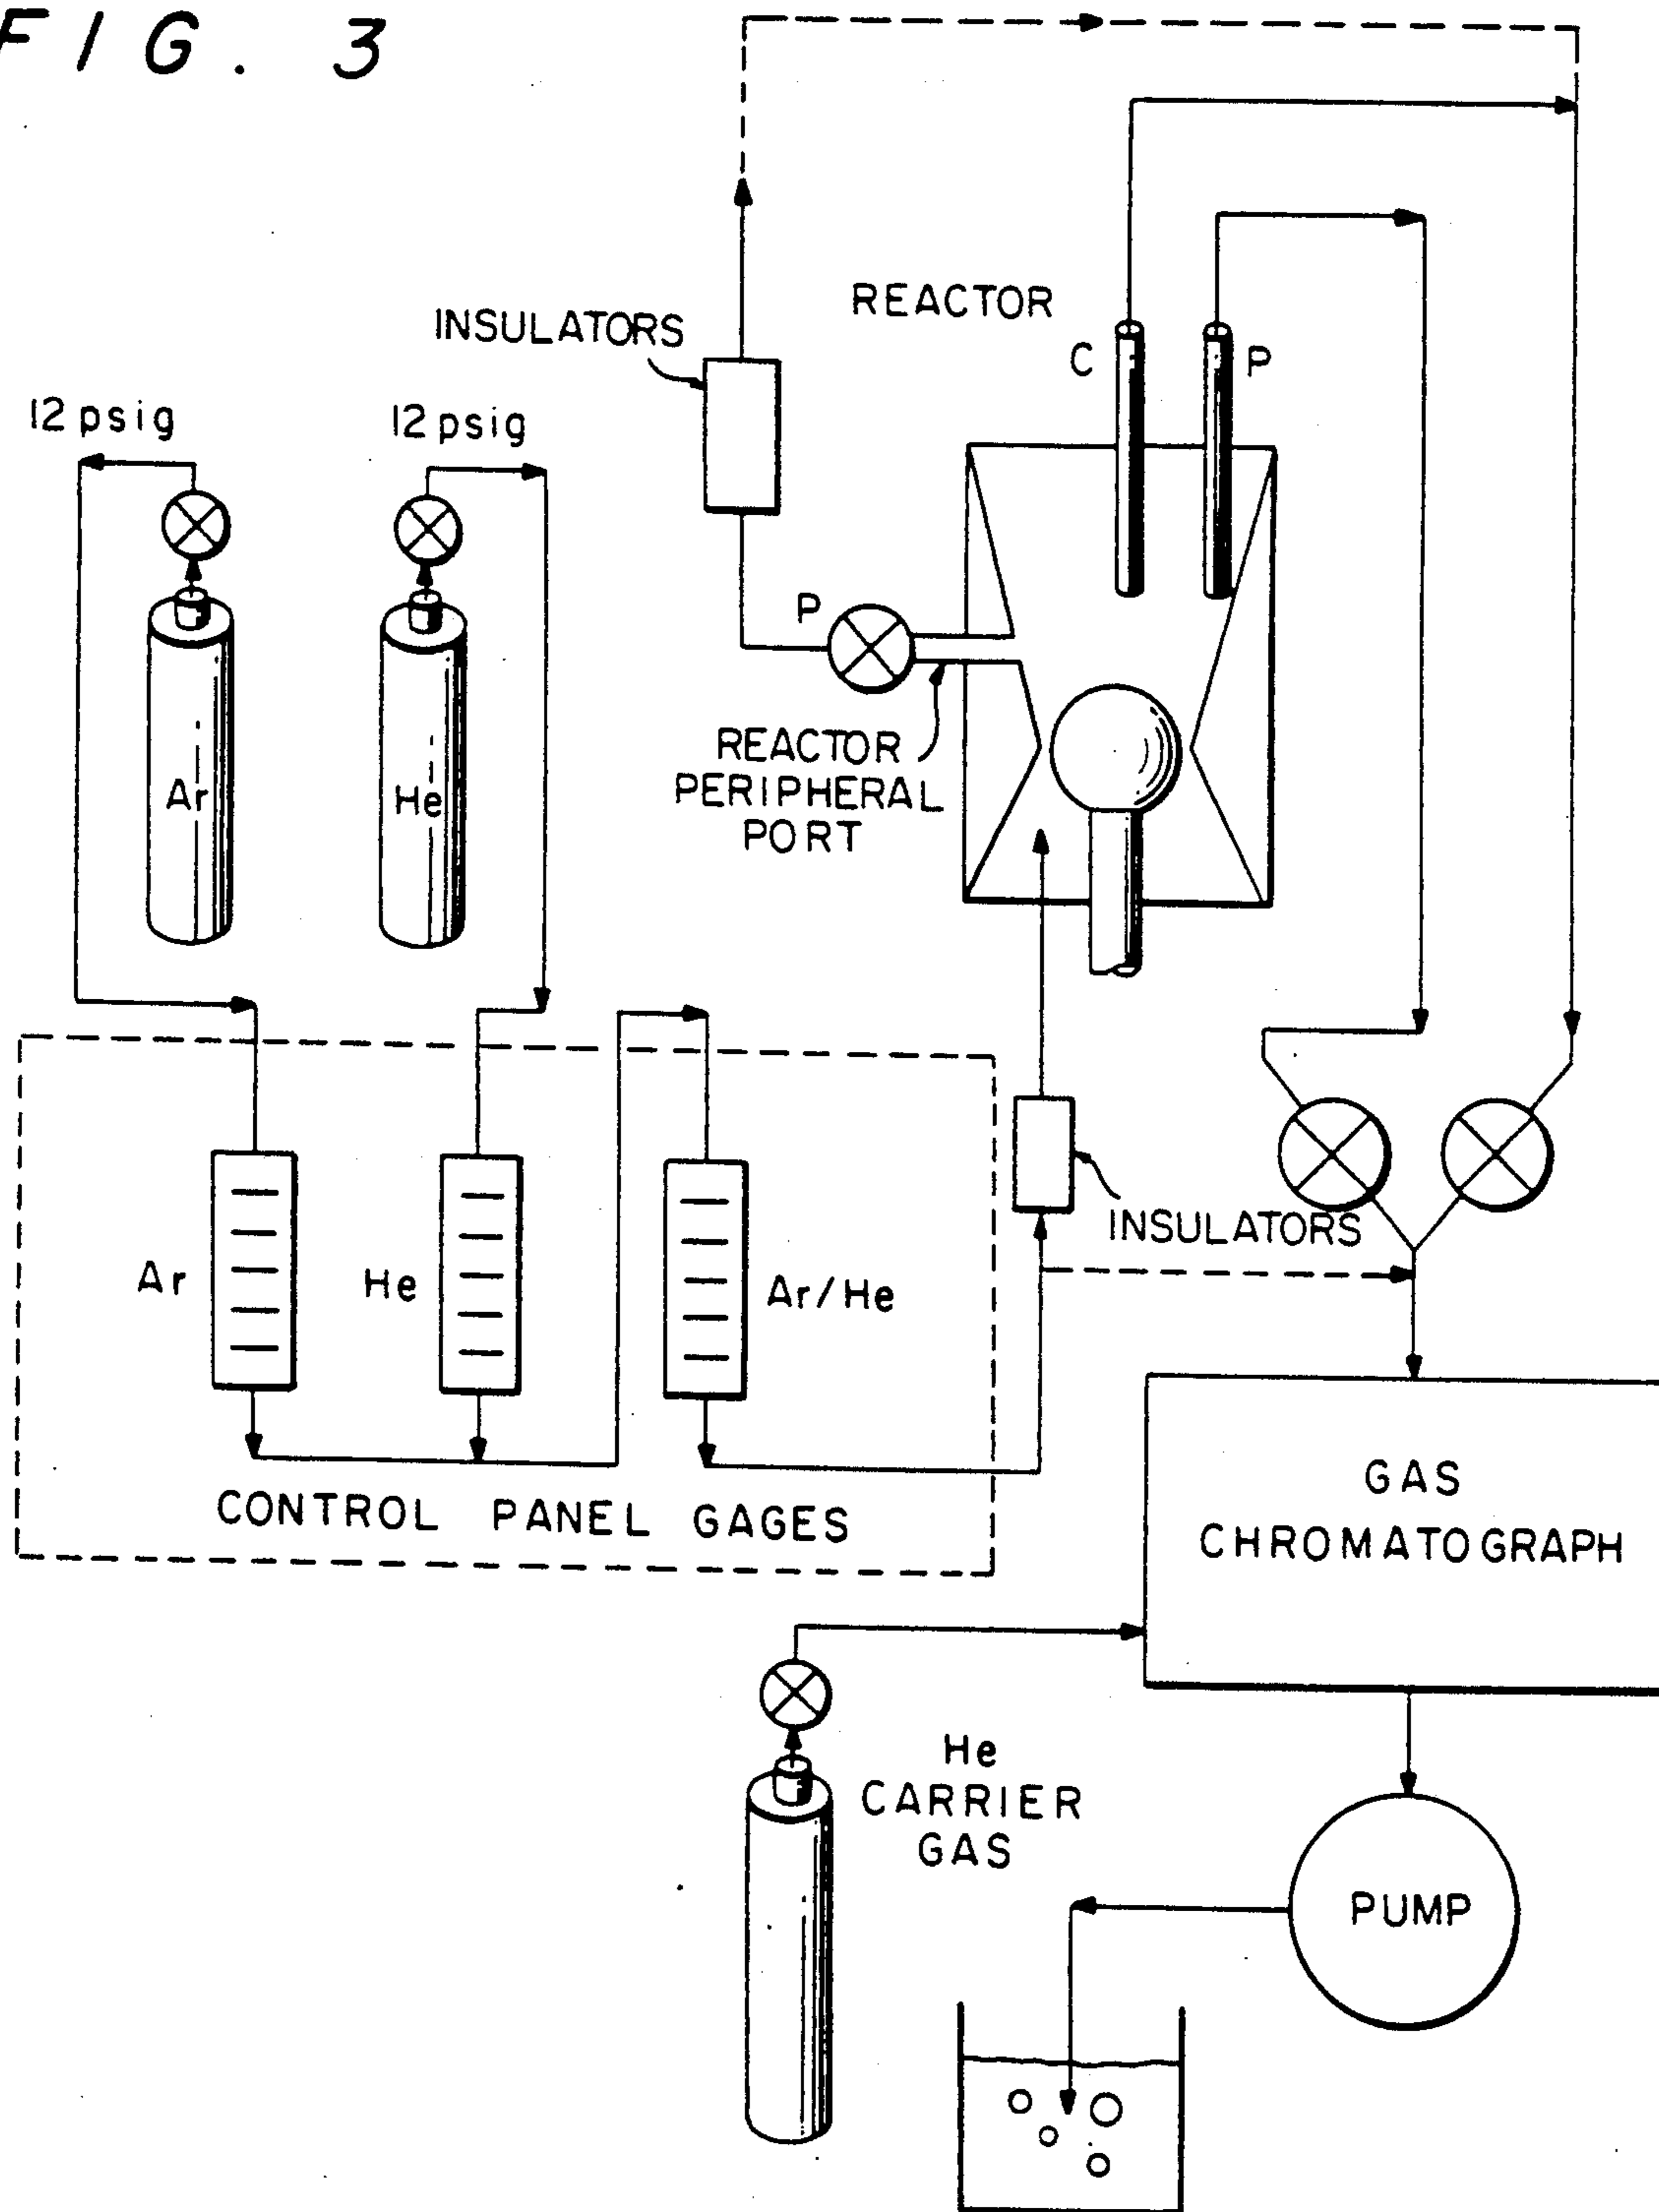 FIG. 3
REACTOR
INSULATORS
C
P
12 psig
12 psig
P
REACTOR
PERIPHERAL
PORT
Ar
He
INSULATORS
Ar
He
Ar/He
CONTROL PANEL GAGES
GAS
CHROMATOGRAPH
He
CARRIER
GAS
PUMP